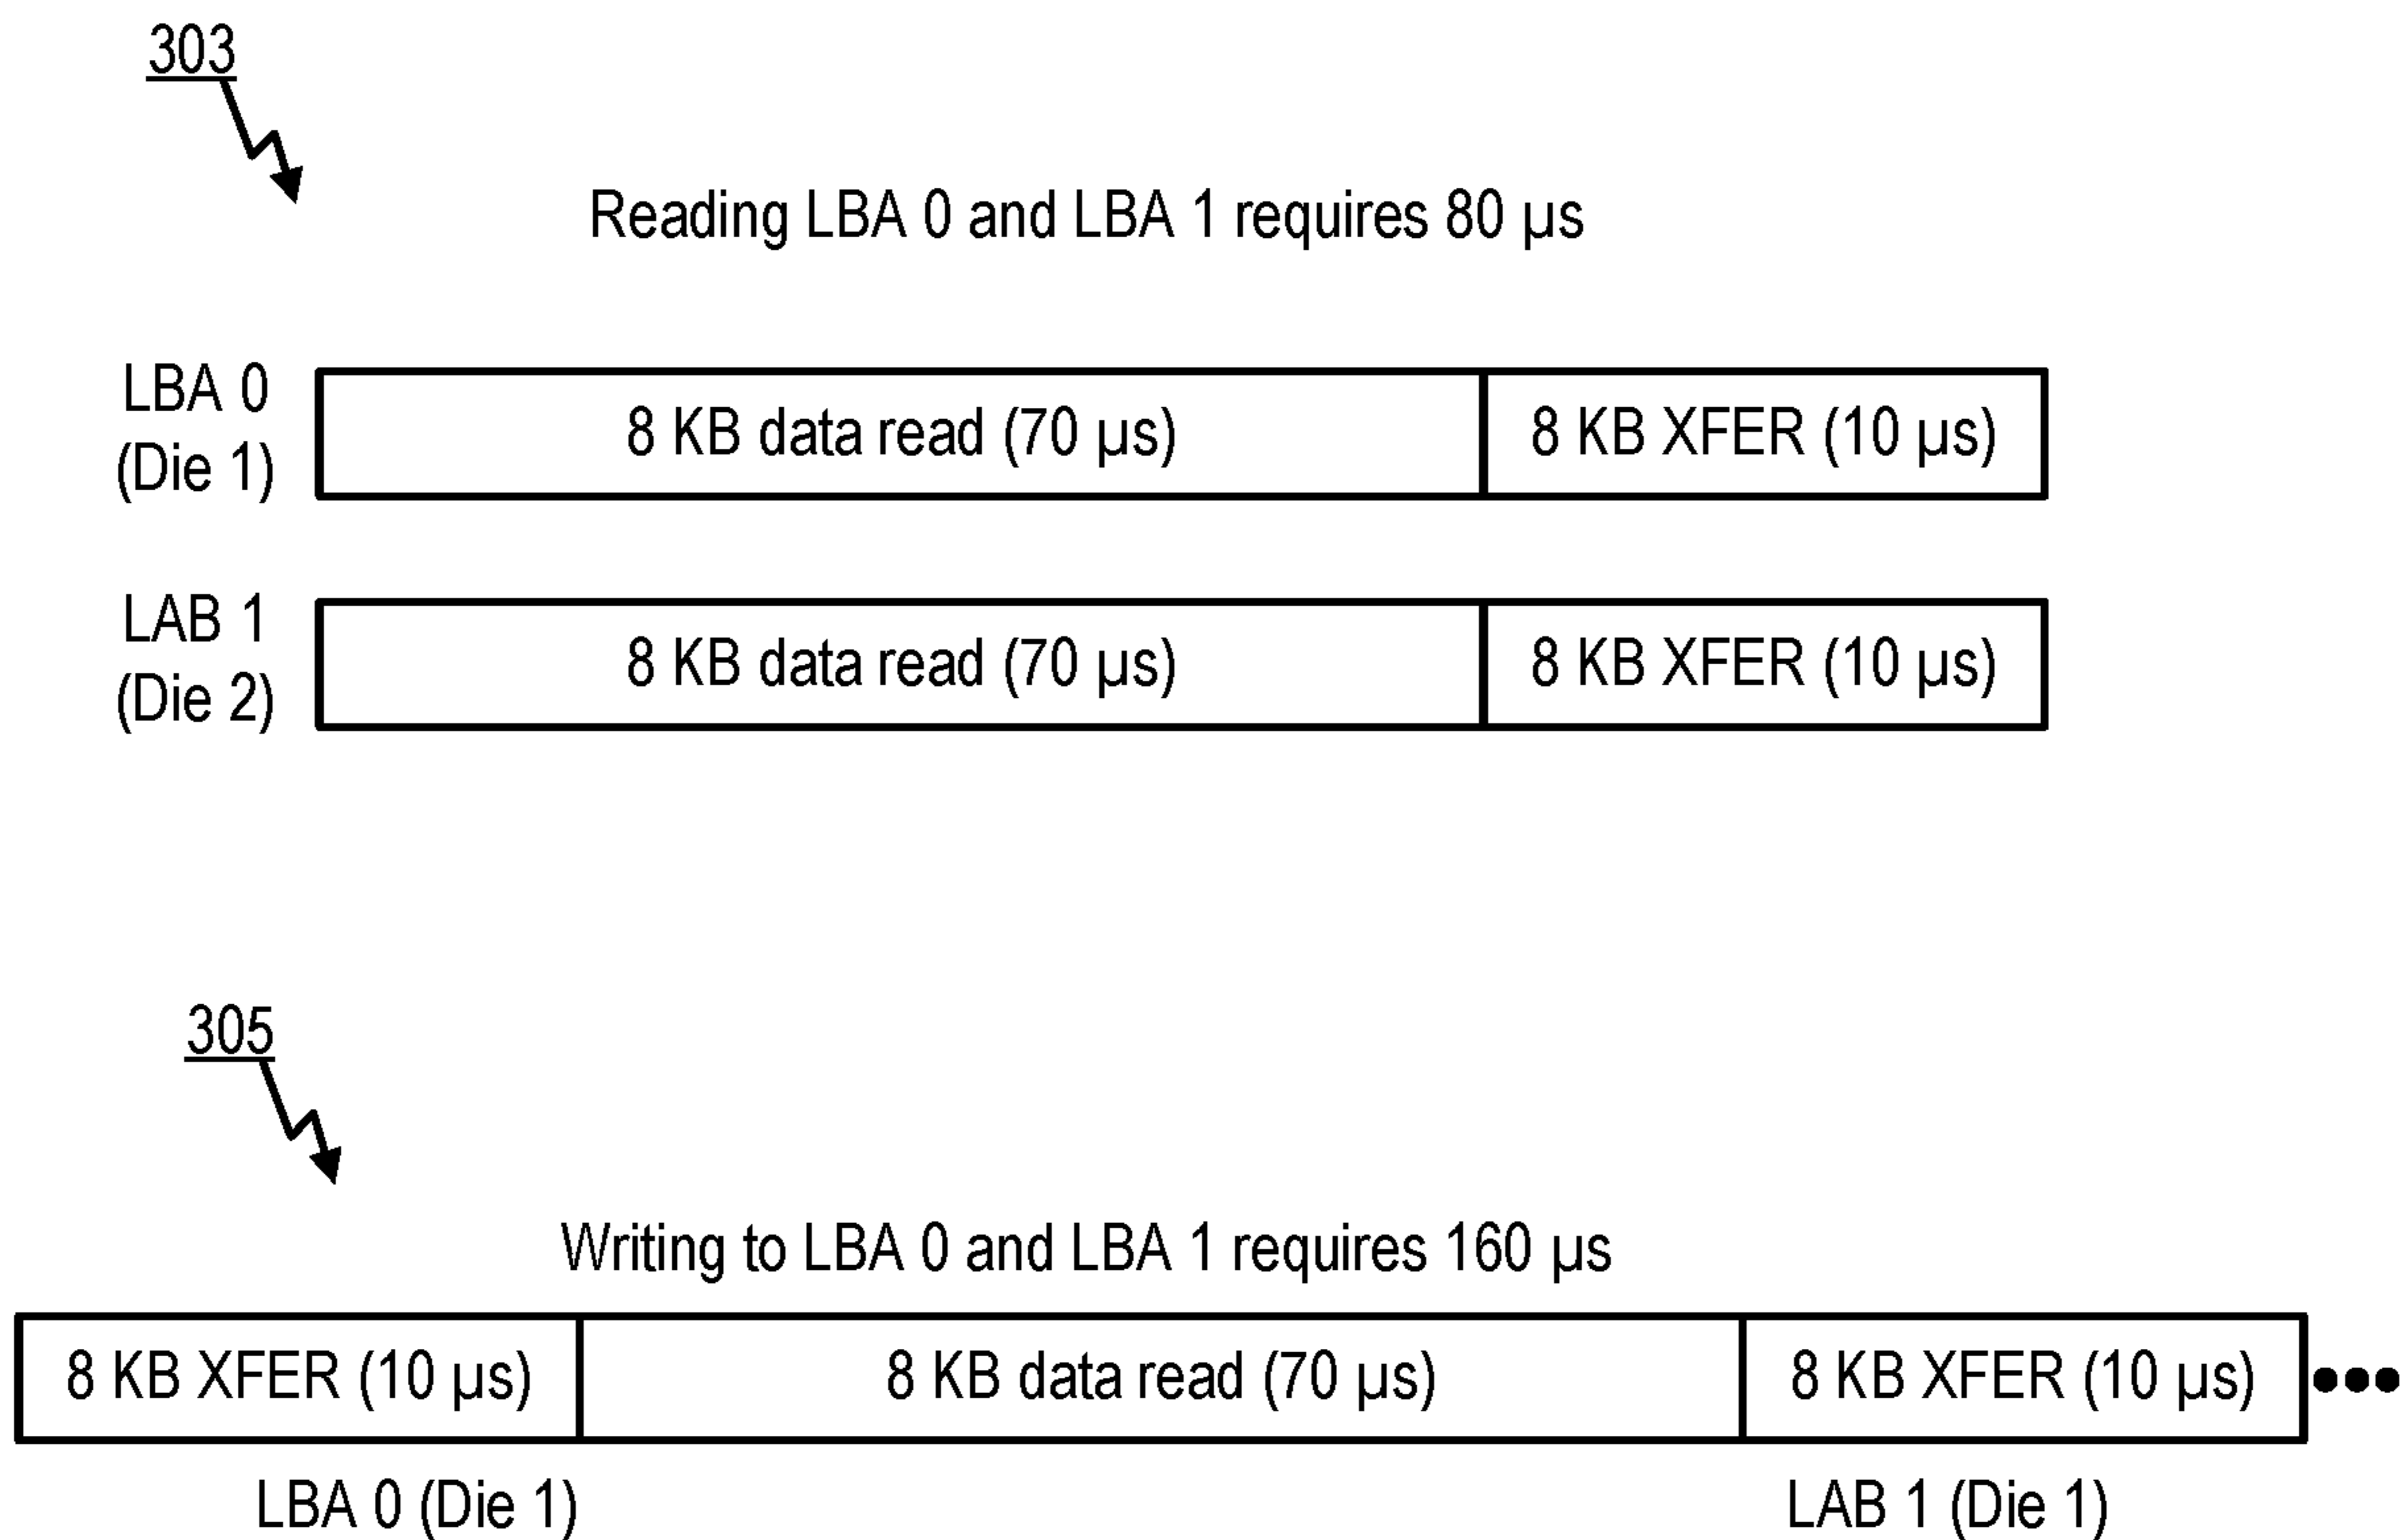 303
Reading LBA 0 and LBA 1 requires 80 µs
LBA 0
(Die 1)
8 KB data read (70 µs)
8 KB XFER (10 µs)
LAB 1
(Die 2)
8 KB data read (70 µs)
8 KB XFER (10 µs)
305
Writing to LBA 0 and LBA 1 requires 160 µs
8 KB XFER (10 µs)
8 KB data read (70 µs)
8 KB XFER (10 µs)
●●●
LBA 0 (Die 1)
LAB 1 (Die 1)